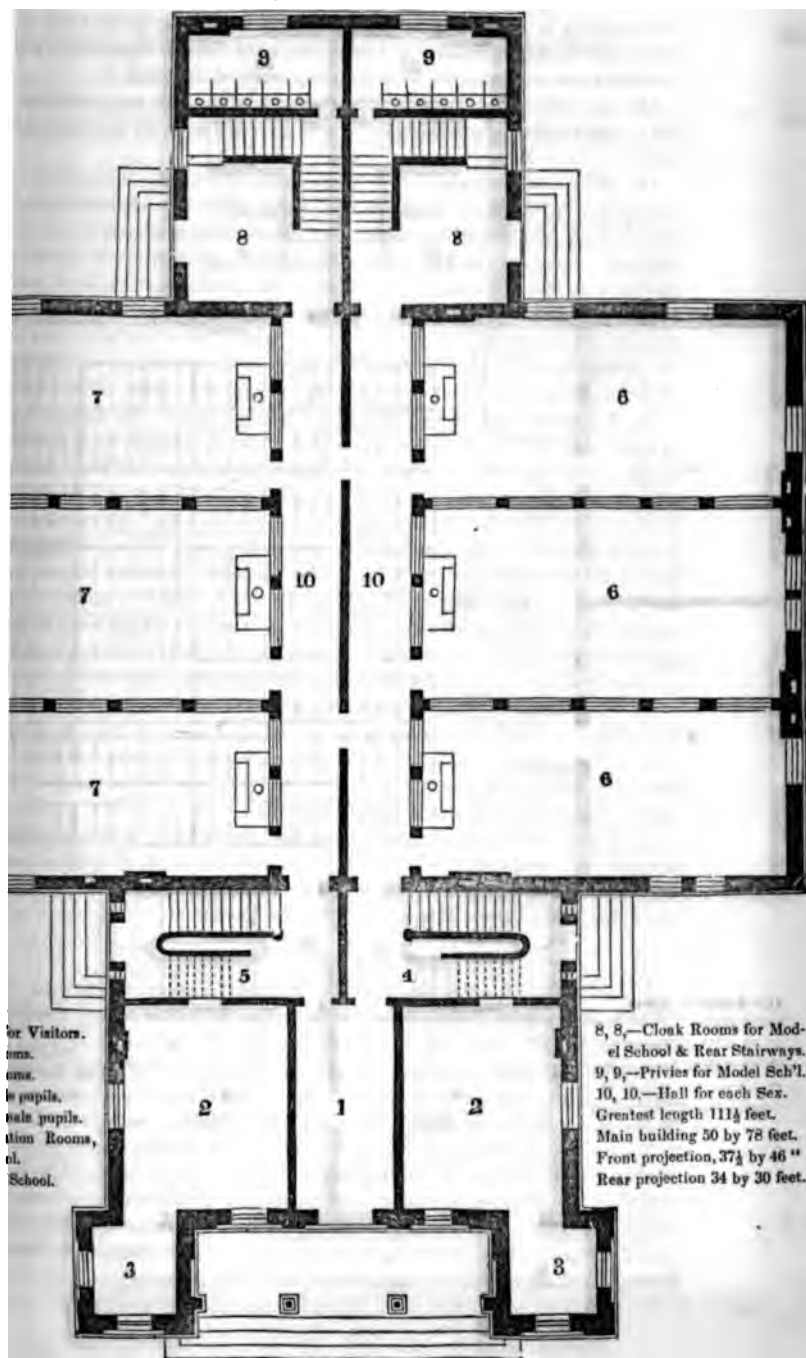 9 9
8 8
7 6
7 10 10 6
7 6
5 4
2 1 2
3 3
for Visitors.
pupils.
pupils.
Rooms,
School.
8, 8,—Cloak Rooms for Mod-
el School & Rear Stairways.
9, 9,—Privies for Model Sch'l.
10, 10,—Hall for each Sex.
Greatest length 111½ feet.
Main building 50 by 78 feet.
Front projection, 37½ by 46 "
Rear projection 34 by 30 feet.